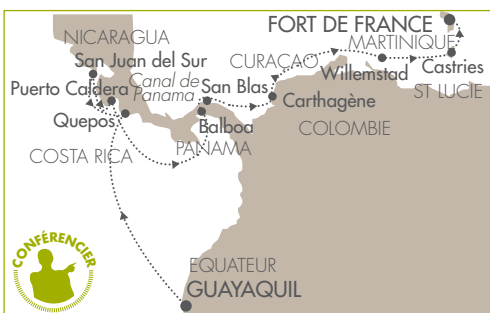 FORT DE FRANCE
MARTINIQUE
NICARAGUA
San Juan del Sur
CURAÇAO
Willemstad
Castries
ST LUCIE
Puerto Caldera
Canal de
Panama
San Blas
Carthagène
Quepos
Balboa
COLOMBIE
COSTA RICA
PANAMA
CONFÉRENCIER
EQUATEUR
GUAYAQUIL